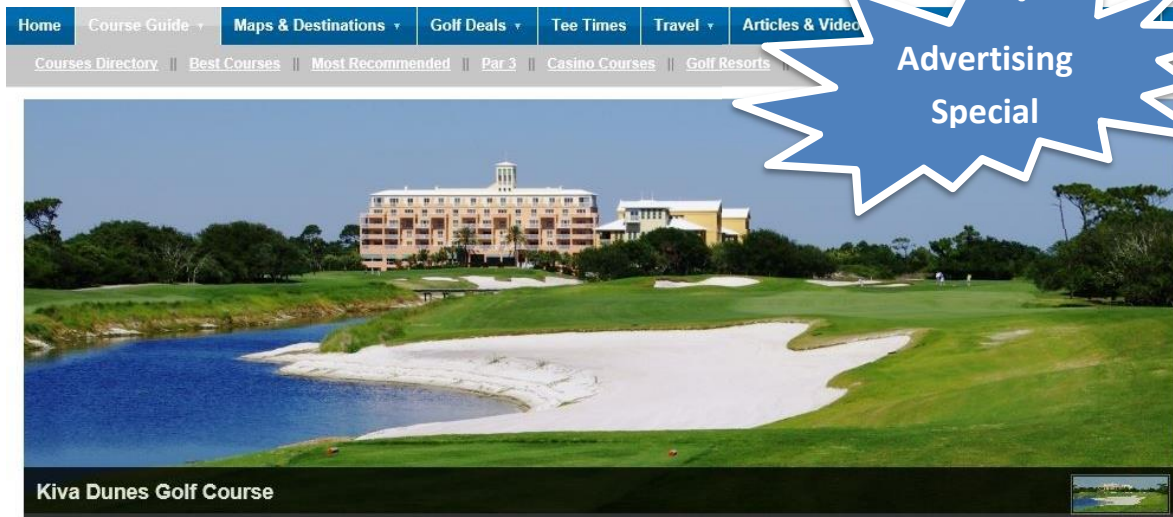 Home Course Guide Maps & Destinations Golf Deals Tee Times Travel Articles & Video
Courses Directory || Best Courses || Most Recommended || Par 3 || Casino Courses || Golf Resorts ||
Advertising
Special
Kiva Dunes Golf Course